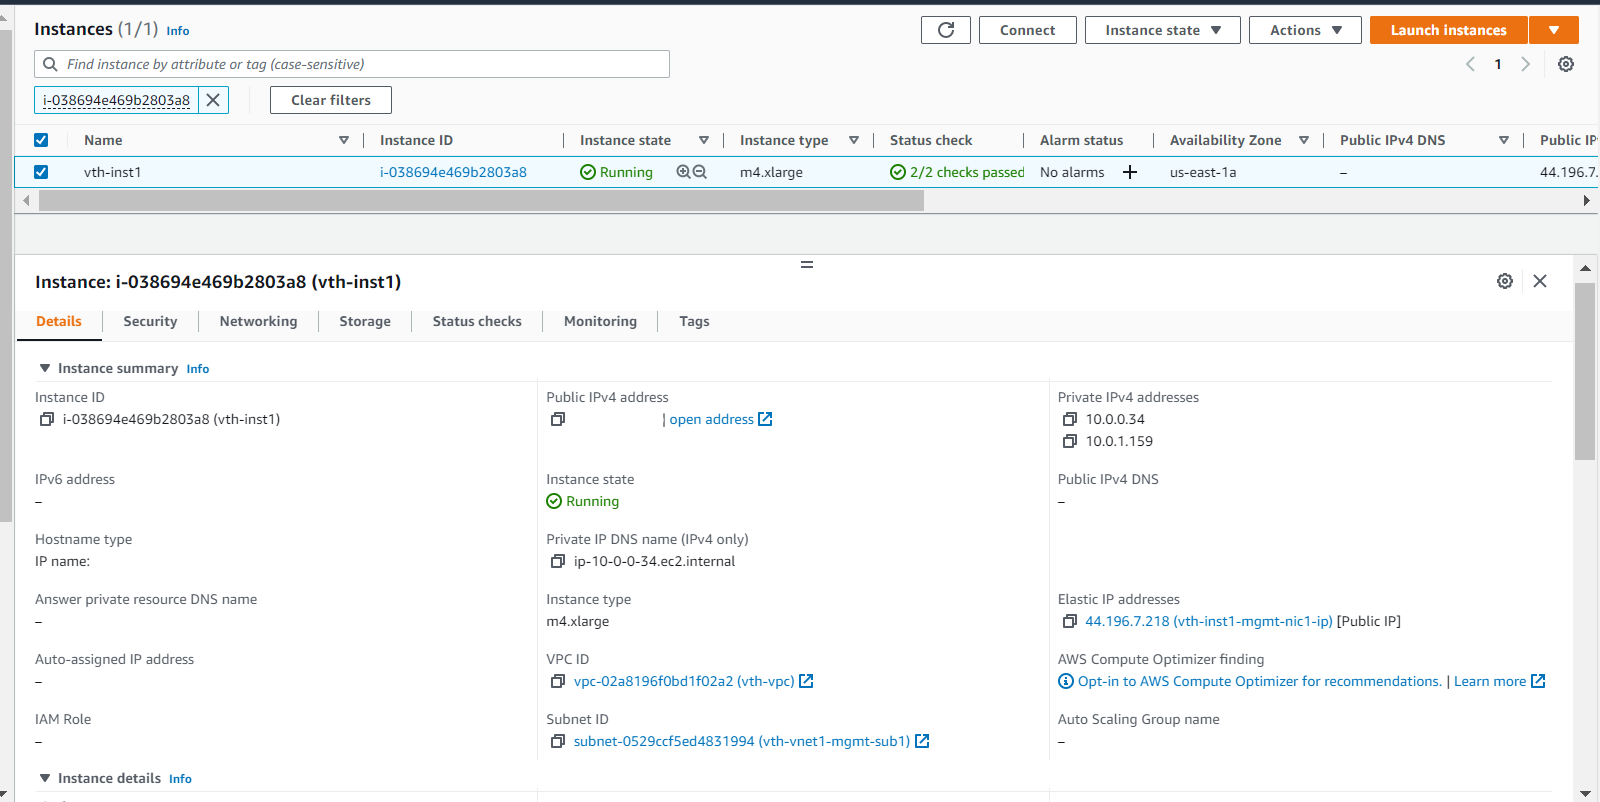 Instances (1/1) Info
Connect
Instance state
Actions
Launch instances
Find instance by attribute or tag (case-sensitive)
1
i-038694e469b2803a8
Clear filters
Name Instance ID Instance state Instance type Status check Alarm status Availability Zone Public IPv4 DNS Public IP
vth-inst1 i-038694e469b2803a8 Running m4.xlarge 2/2 checks passed No alarms + us-east-1a – 44.196.7.
Instance: i-038694e469b2803a8 (vth-inst1)
Details Security Networking Storage Status checks Monitoring Tags
Instance summary Info
Instance ID
i-038694e469b2803a8 (vth-inst1)
Public IPv4 address
| open address
Private IPv4 addresses
10.0.0.34
10.0.1.159
IPv6 address
–
Instance state
Running
Public IPv4 DNS
–
Hostname type
IP name:
Private IP DNS name (IPv4 only)
ip-10-0-0-34.ec2.internal
Answer private resource DNS name
–
Instance type
m4.xlarge
Elastic IP addresses
44.196.7.218 (vth-inst1-mgmt-nic1-ip) [Public IP]
Auto-assigned IP address
–
VPC ID
vpc-02a8196f0bd1f02a2 (vth-vpc)
AWS Compute Optimizer finding
Opt-in to AWS Compute Optimizer for recommendations. | Learn more
IAM Role
–
Subnet ID
subnet-0529ccf5ed4831994 (vth-vnet1-mgmt-sub1)
Auto Scaling Group name
–
Instance details Info